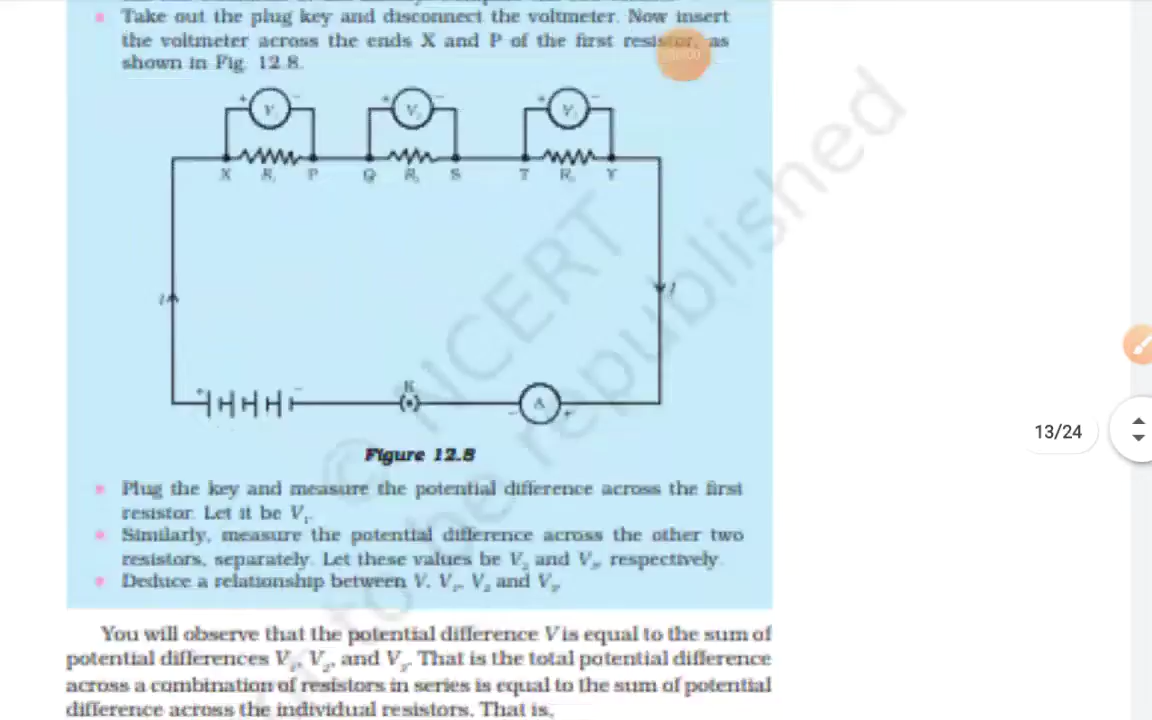 Take out the plug key and disconnect the voltmeter. Now insert
the voltmeter across the ends X and P of the first resistor, as
shown in Fig. 12.8.
+ V - + V2 - + V -
X R P Q R S T R Y
I I
+ - K - A +
Figure 12.8
Plug the key and measure the potential difference across the first
resistor. Let it be V1.
Similarly, measure the potential difference across the other two
resistors, separately. Let these values be V2 and V3, respectively.
Deduce a relationship between V, V1, V2 and V3.
You will observe that the potential difference V is equal to the sum of
potential differences V1, V2, and V3. That is the total potential difference
across a combination of resistors in series is equal to the sum of potential
difference across the individual resistors. That is,
© NCERT
to be republished
13/24